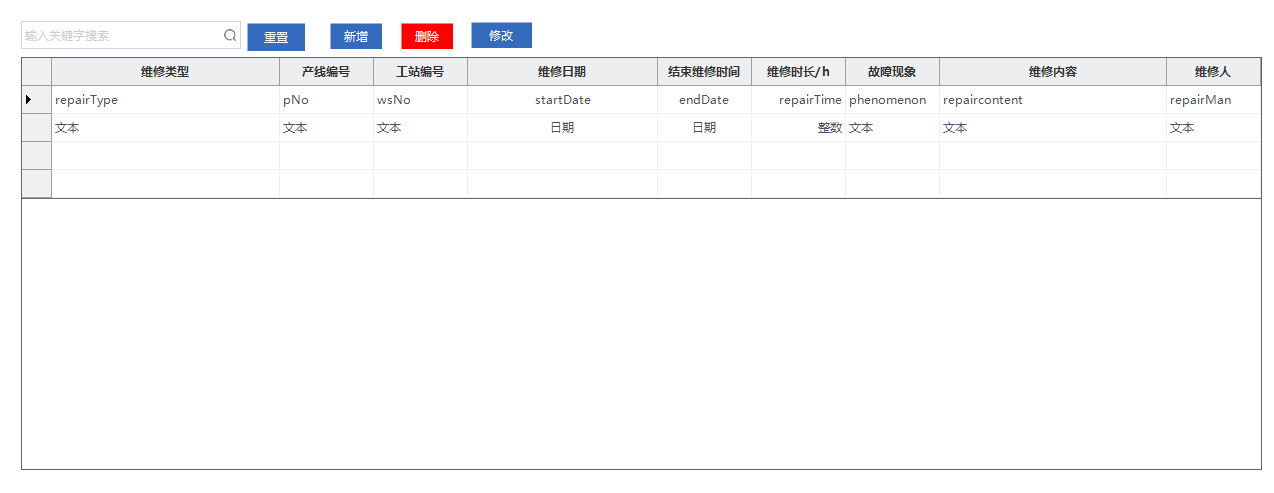 输入关键字搜索 重置 新增 删除 修改
维修类型 产线编号 工站编号 维修日期 结束维修时间 维修时长/h 故障现象 维修内容 维修人
repairType pNo wsNo startDate endDate repairTime phenomenon repaircontent repairMan
文本 文本 文本 日期 日期 整数 文本 文本 文本